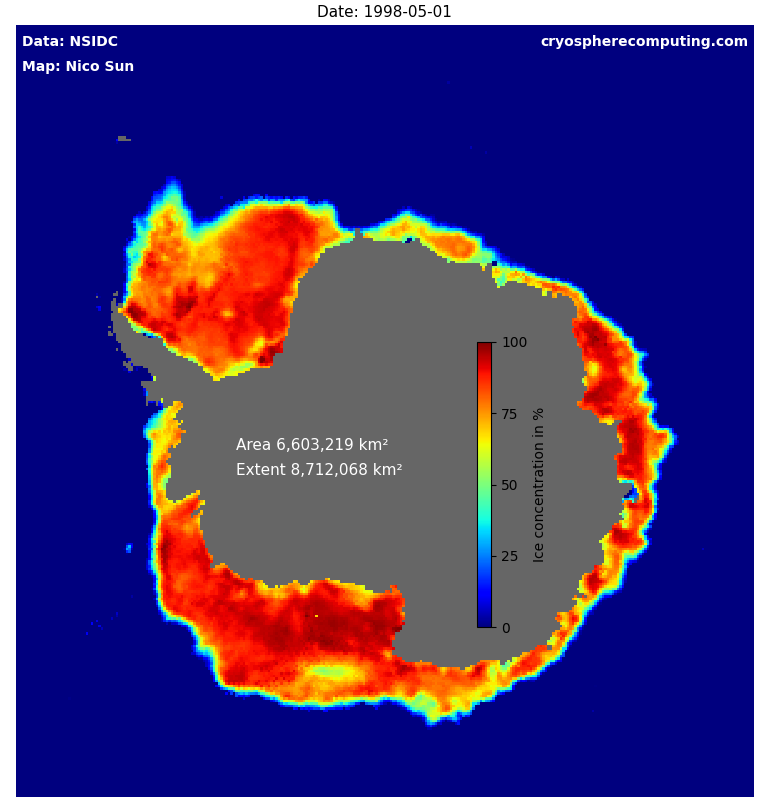 Date: 1998-05-01
Data: NSIDC
cryospherecomputing.com
Map: Nico Sun
100
75
50
25
0
Ice concentration in %
Area 6,603,219 km²
Extent 8,712,068 km²